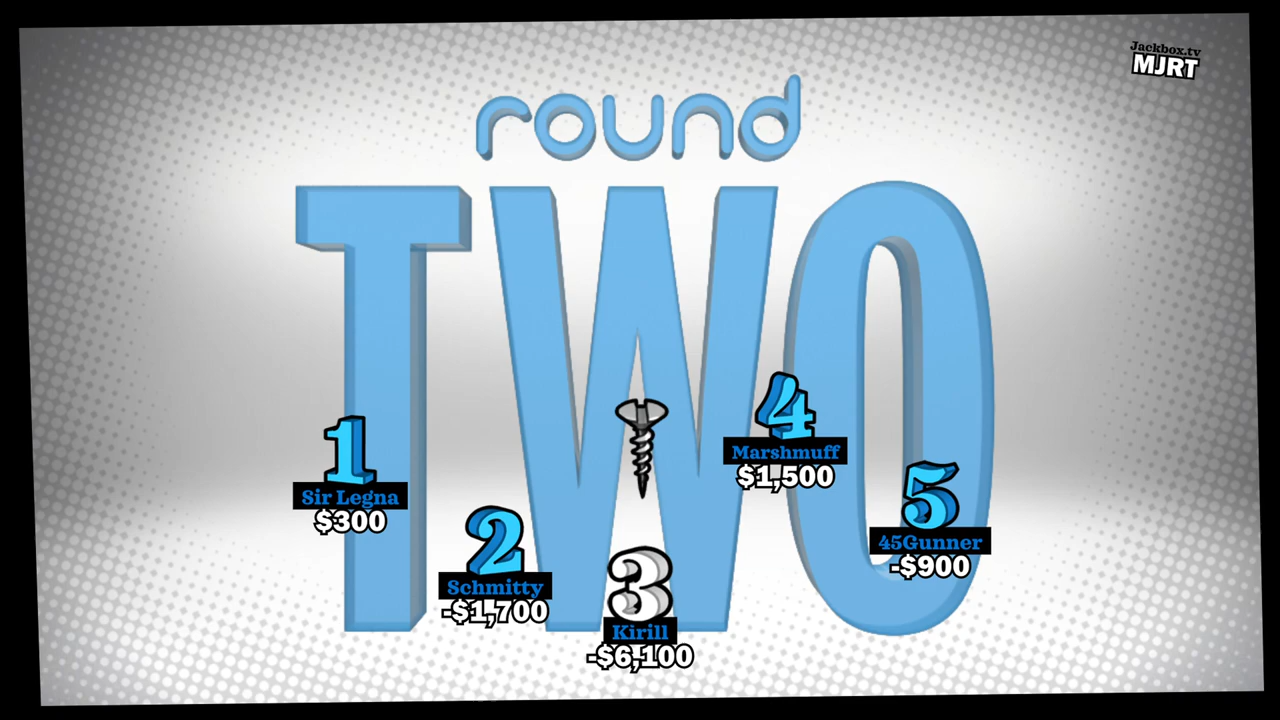 Jackbox.tv
MJRT
round
TWO
1
Sir Legna
$300
2
Schmitty
-$1,700
3
Kirill
-$6,100
4
Marshmuff
$1,500
5
45Gunner
-$900